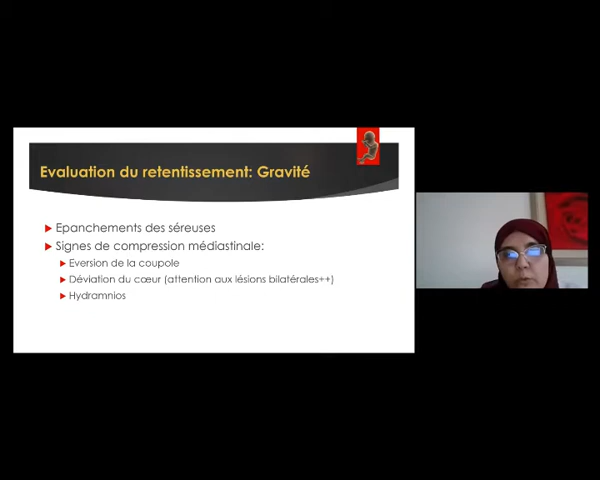 Evaluation du retentissement: Gravité
Epanchements des séreuses
Signes de compression médiastinale:
Eversion de la coupole
Déviation du cœur (attention aux lésions bilatérales++)
Hydramnios